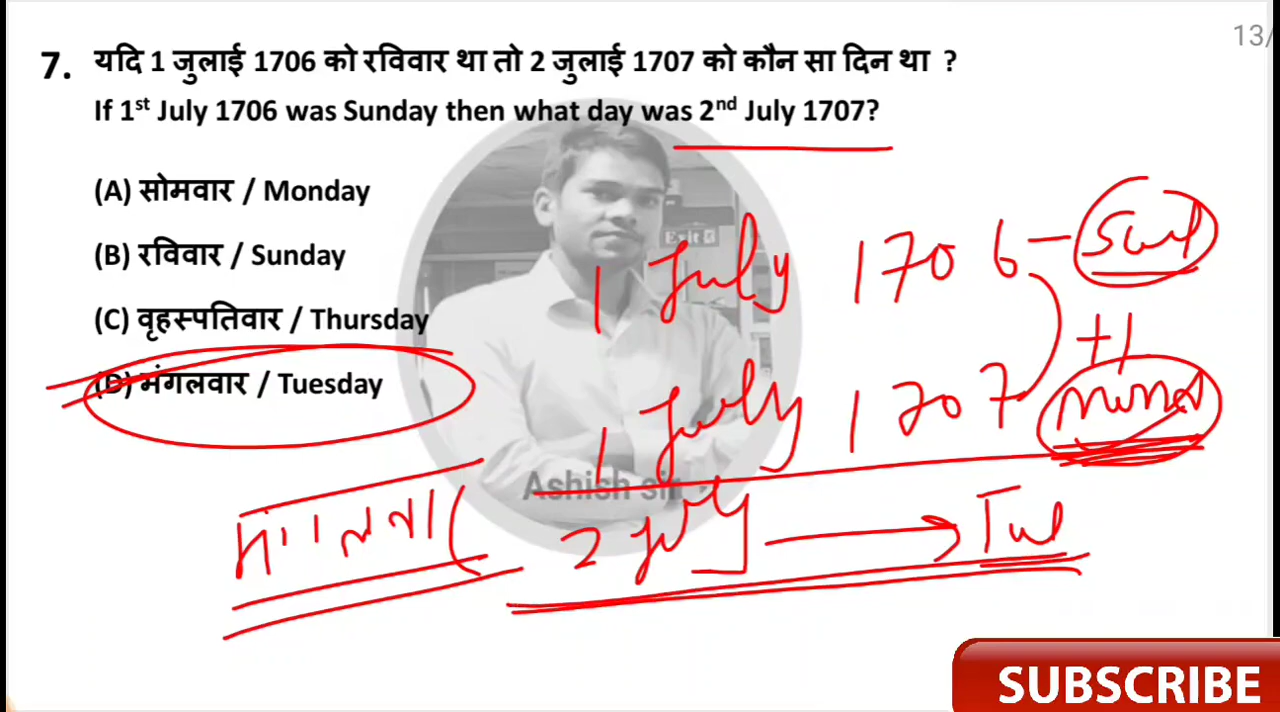 13/
7. यदि 1 जुलाई 1706 को रविवार था तो 2 जुलाई 1707 को कौन सा दिन था ?
If 1st July 1706 was Sunday then what day was 2nd July 1707?
(A) सोमवार / Monday
(B) रविवार / Sunday
(C) वृहस्पतिवार / Thursday
(D) मंगलवार / Tuesday
Exit
1 July 1706 – Sun
+1
1 July 1707 Mon
Ashish sir
मंगलवार
2 July → Tue
SUBSCRIBE